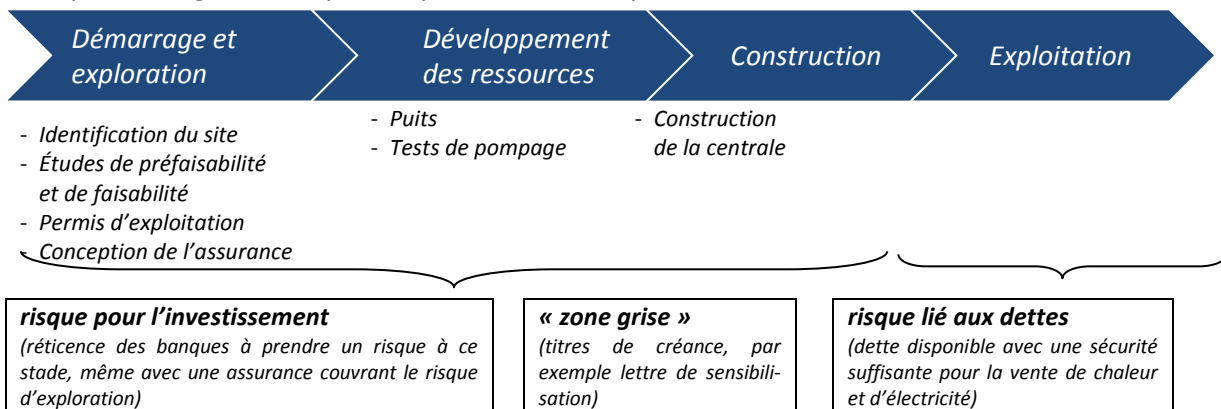 Démarrage et
exploration
Développement
des ressources
Construction
Exploitation
- Identification du site
- Études de préfaisabilité
et de faisabilité
- Permis d'exploitation
- Conception de l'assurance
- Puits
- Tests de pompage
- Construction
de la centrale
risque pour l'investissement
(réticence des banques à prendre un risque à ce
stade, même avec une assurance couvrant le risque
d'exploration)
« zone grise »
(titres de créance, par
exemple lettre de sensibili-
sation)
risque lié aux dettes
(dette disponible avec une sécurité
suffisante pour la vente de chaleur
et d'électricité)